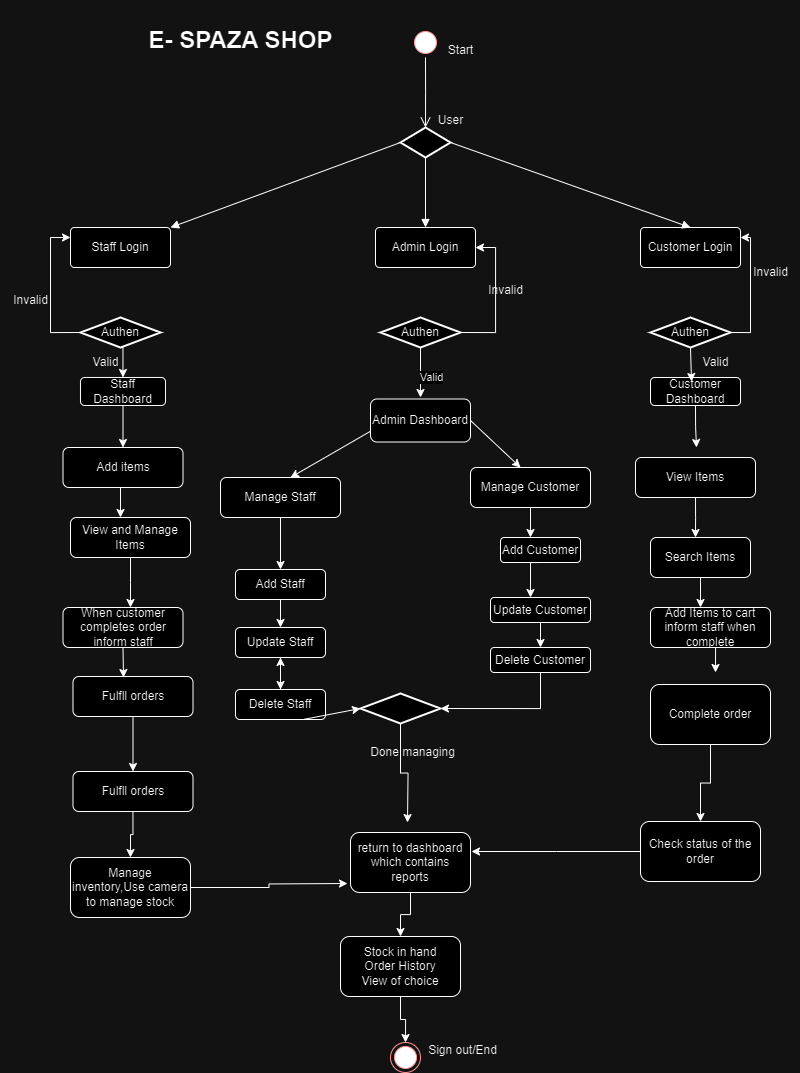 E- SPAZA SHOP
Start
User
Staff Login
Admin Login
Customer Login
Invalid
Invalid
Invalid
Authen
Authen
Authen
Valid
Valid
Valid
Staff
Dashboard
Admin Dashboard
Customer
Dashboard
Add items
Manage Staff
Manage Customer
View Items
View and Manage
Items
Add Customer
Search Items
Add Staff
Update Customer
When customer
completes order
inform staff
Update Staff
Add Items to cart
inform staff when
complete
Delete Customer
Fulfll orders
Delete Staff
Complete order
Done managing
Fulfll orders
return to dashboard
which contains
reports
Check status of the
order
Manage
inventory,Use camera
to manage stock
Stock in hand
Order History
View of choice
Sign out/End